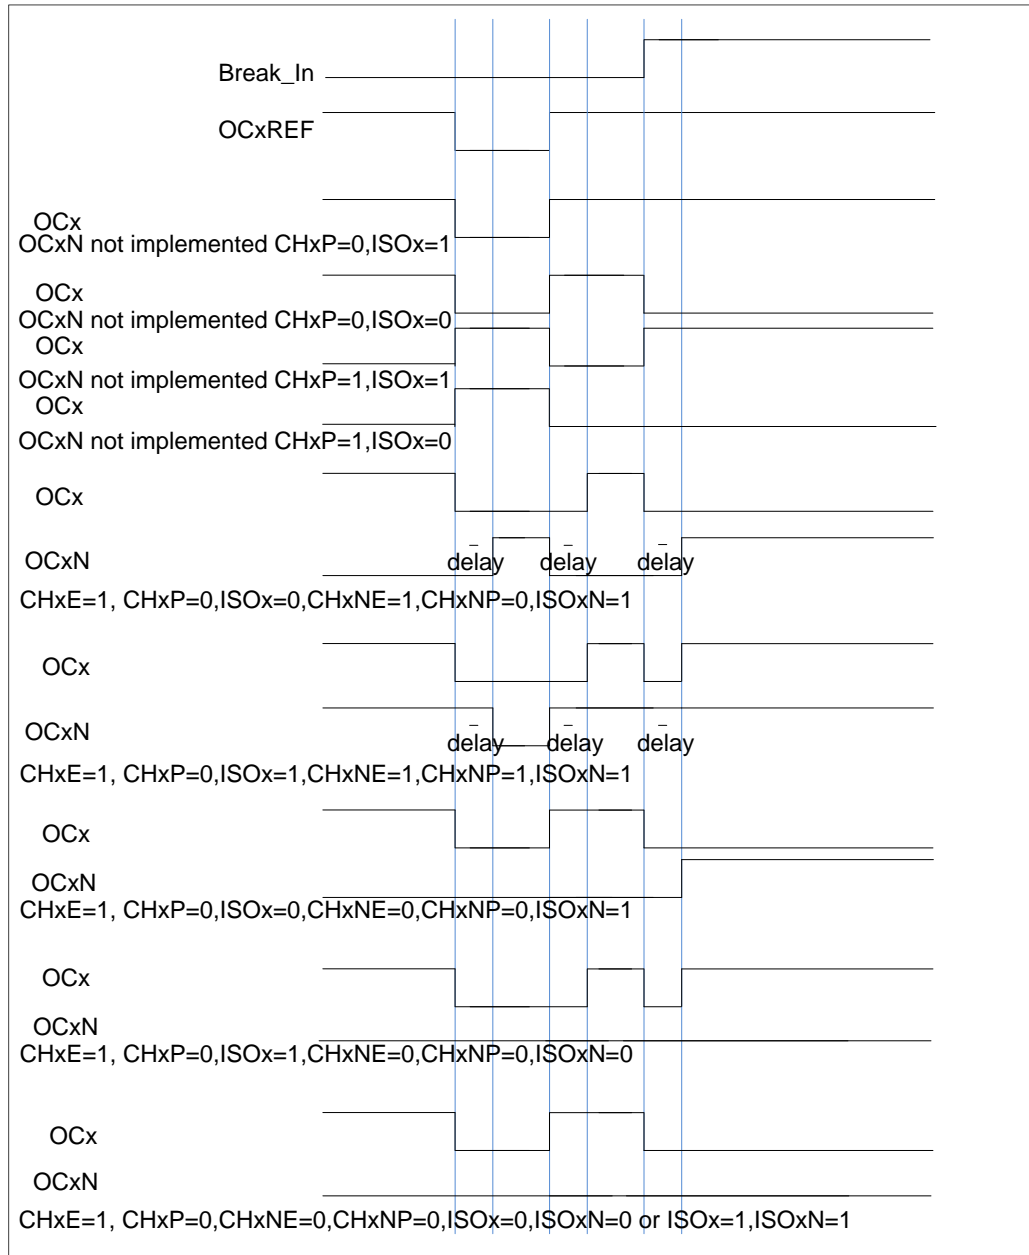 Break_In
OCxREF
OCx
OCxN not implemented CHxP=0,ISOx=1
OCx
OCxN not implemented CHxP=0,ISOx=0
OCx
OCxN not implemented CHxP=1,ISOx=1
OCx
OCxN not implemented CHxP=1,ISOx=0
OCx
OCxN
delay delay delay
CHxE=1, CHxP=0,ISOx=0,CHxNE=1,CHxNP=0,ISOxN=1
OCx
OCxN
delay delay delay
CHxE=1, CHxP=0,ISOx=1,CHxNE=1,CHxNP=1,ISOxN=1
OCx
OCxN
CHxE=1, CHxP=0,ISOx=0,CHxNE=0,CHxNP=0,ISOxN=1
OCx
OCxN
CHxE=1, CHxP=0,ISOx=1,CHxNE=0,CHxNP=0,ISOxN=0
OCx
OCxN
CHxE=1, CHxP=0,CHxNE=0,CHxNP=0,ISOx=0,ISOxN=0 or ISOx=1,ISOxN=1